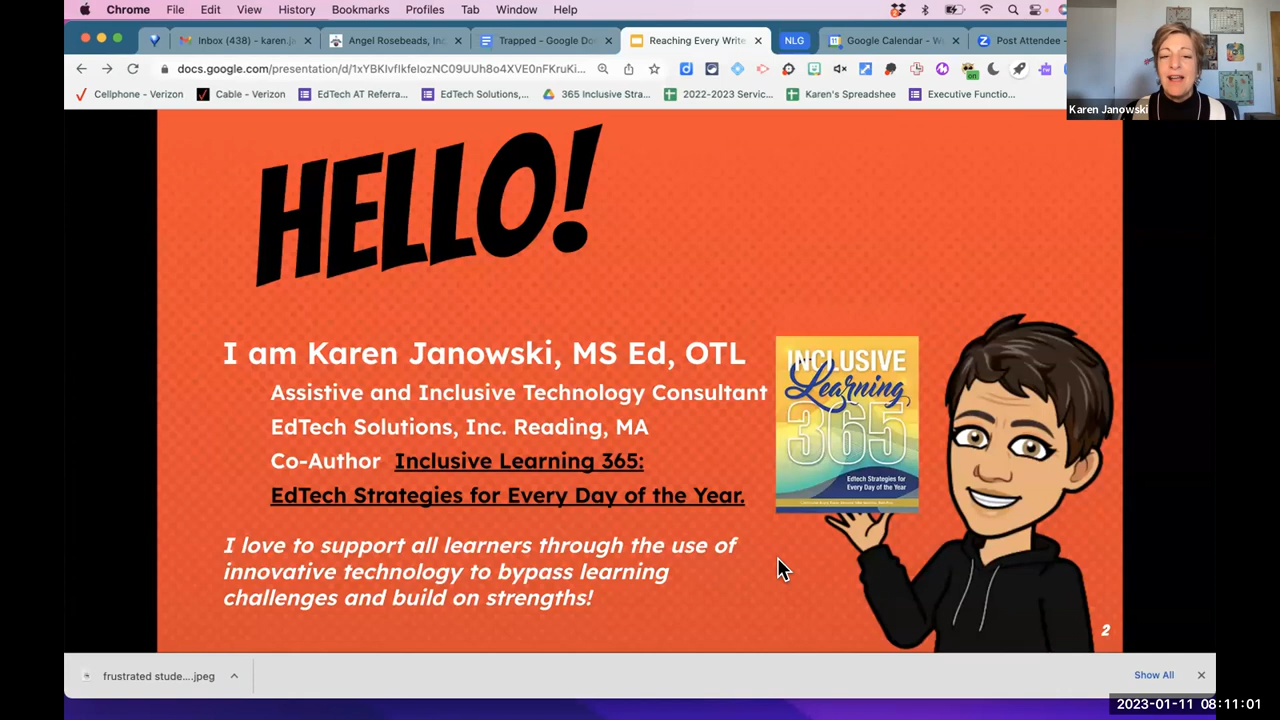 Chrome File Edit View History Bookmarks Profiles Tab Window Help
Inbox (438) - karen.ja Angel Rosebeads, Inc Trapped - Google Do Reaching Every Write NLG Google Calendar - W Post Attendee -
docs.google.com/presentation/d/
Cellphone - Verizon Cable - Verizon EdTech AT Referra... EdTech Solutions,... 365 Inclusive Stra... 2022-2023 Servic... Karen's Spreadshee Executive Functio...
Karen Janowski
HELLO!
I am Karen Janowski, MS Ed, OTL
Assistive and Inclusive Technology Consultant
EdTech Solutions, Inc. Reading, MA
Co-Author Inclusive Learning 365:
EdTech Strategies for Every Day of the Year.
I love to support all learners through the use of
innovative technology to bypass learning
challenges and build on strengths!
INCLUSIVE
Learning
365
Edtech Strategies for
Every Day of the Year
2
frustrated stude....jpeg
Show All
2023-01-11 08:11:01